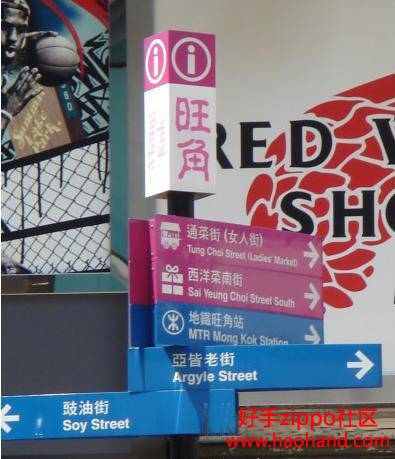 i i
Mong
Kok
旺角
RED W
SHO
通菜街 (女人街)
Tung Choi Street (Ladies' Market)
西洋菜南街
Sai Yeung Choi Street South
地鐵旺角站
MTR Mong Kok Station
亞皆老街
Argyle Street
豉油街
Soy Street
好手zippo社区
www.haohand.com